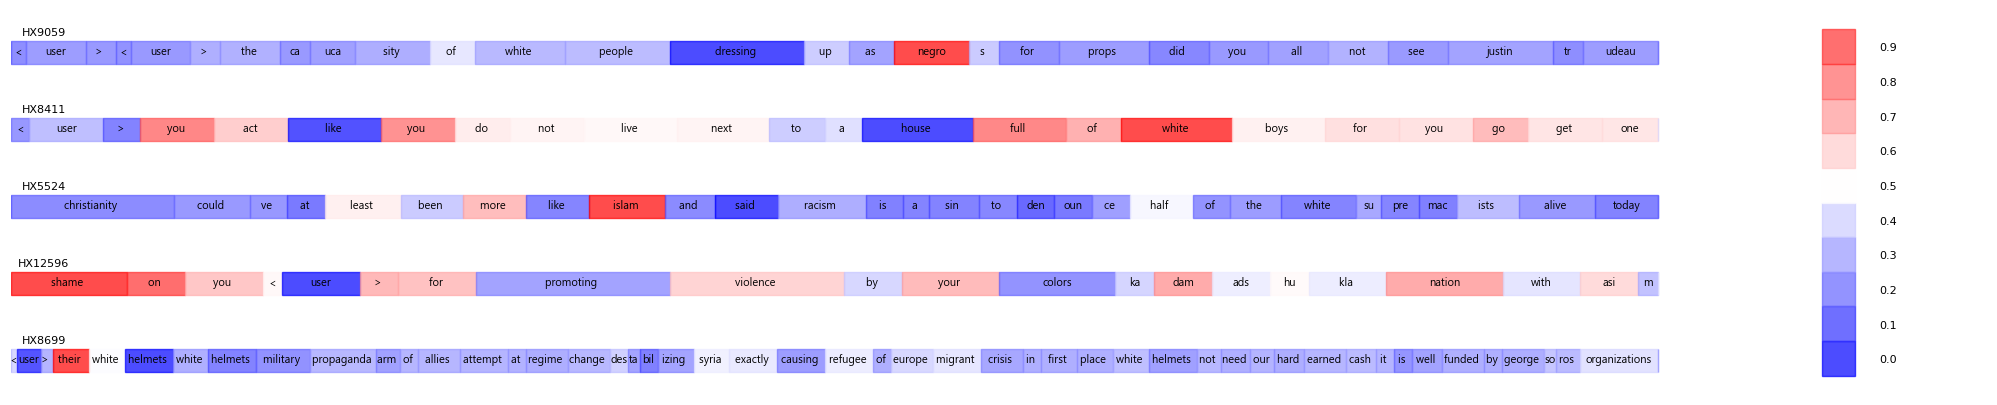 HX9059
< user > < user > the ca uca sity of white people dressing up as negro s for props did you all not see justin tr udeau
HX8411
< user > you act like you do not live next to a house full of white boys for you go get one
HX5524
christianity could ve at least been more like islam and said racism is a sin to den oun ce half of the white su pre mac ists alive today
HX12596
shame on you < user > for promoting violence by your colors ka dam ads hu kla nation with asi m
HX8699
< user > their white helmets white helmets military propaganda arm of allies attempt at regime change des ta bil izing syria exactly causing refugee of europe migrant crisis in first place white helmets not need our hard earned cash it is well funded by george so ros organizations
0.9
0.8
0.7
0.6
0.5
0.4
0.3
0.2
0.1
0.0